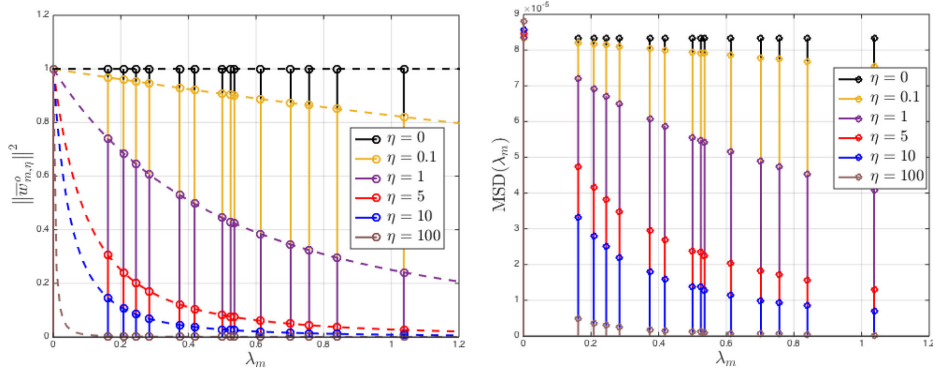 ||w̅ᵒₘ,η||²
1.2
1
0.8
0.6
0.4
0.2
0
0 0.2 0.4 0.6 0.8 1 1.2
λₘ
η = 0
η = 0.1
η = 1
η = 5
η = 10
η = 100
×10⁻⁵
MSD(λₘ)
9
8
7
6
5
4
3
2
1
0
0 0.2 0.4 0.6 0.8 1 1.2
λₘ
η = 0
η = 0.1
η = 1
η = 5
η = 10
η = 100